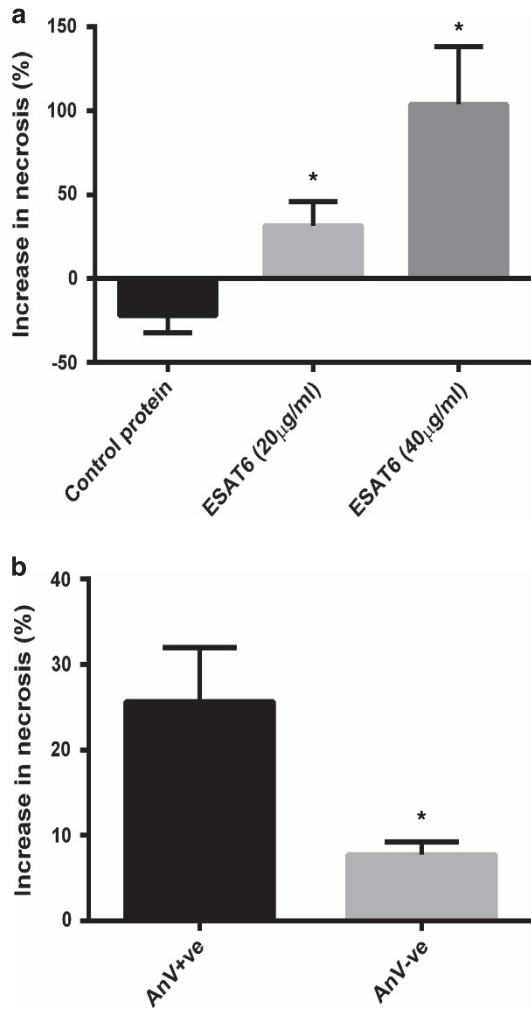 a
Increase in necrosis (%)
150
100
50
0
-50
*
*
Control protein
ESAT6 (20µg/ml)
ESAT6 (40µg/ml)
b
Increase in necrosis (%)
40
30
20
10
0
*
AnV+ve
AnV-ve